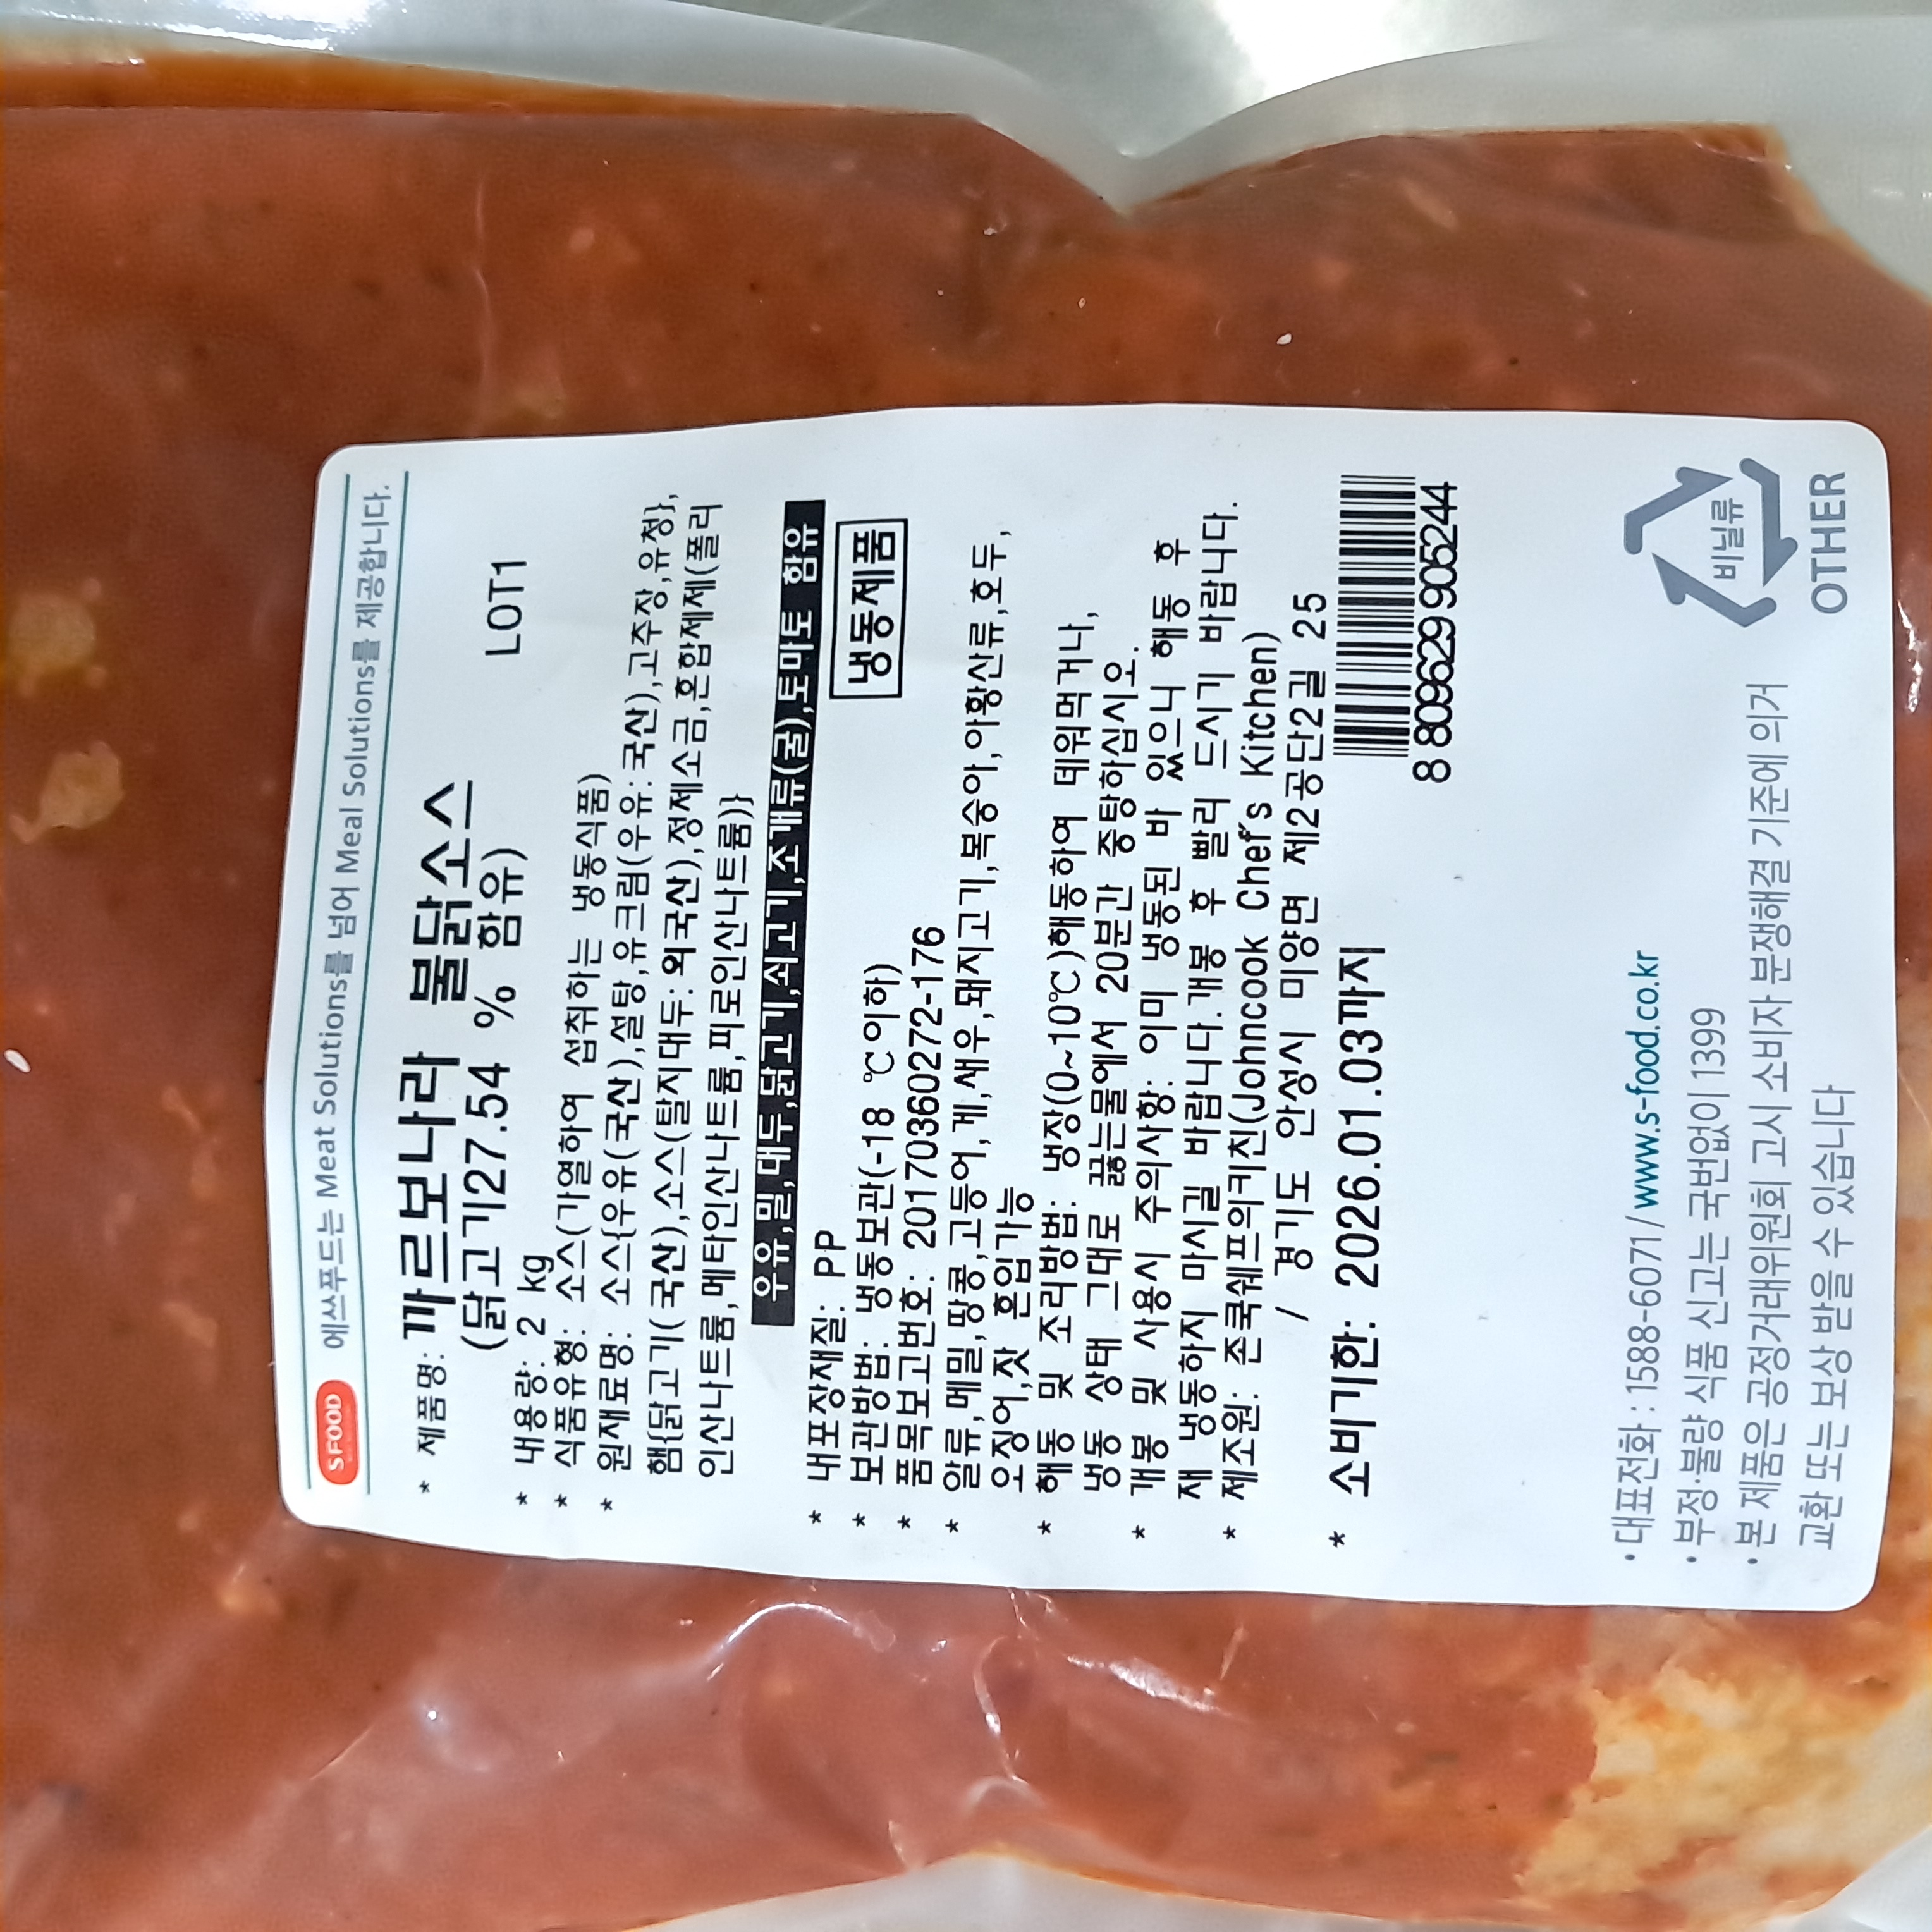 SFOOD 에쓰푸드는 Meat Solutions를 넘어 Meal Solutions를 제공합니다.
* 제품명: 까르보나라 불닭소스
(닭고기27.54 % 함유) LOT1
* 내용량: 2 kg
* 식품유형: 소스(가열하여 섭취하는 냉동식품)
* 원재료명: 소스{우유(국산),설탕,유크림(우유:국산),고추장,유청},
햄{닭고기(국산),소스(탈지대두:외국산),정제소금,혼합제제(폴리
인산나트륨,메타인산나트륨,피로인산나트륨)}
우유,밀,대두,닭고기,쇠고기,조개류(굴),토마토 함유
* 내포장재질: PP
냉동제품
* 보관방법: 냉동보관(-18 ℃이하)
* 품목보고번호: 20170360272-176
* 알류,메밀,땅콩,고등어,게,새우,돼지고기,복숭아,아황산류,호두,
오징어,잣 혼입가능
* 해동 및 조리방법: 냉장(0~10℃)해동하여 데워먹거나,
냉동 상태 그대로 끓는물에서 20분간 중탕하십시오.
* 개봉 및 사용시 주의사항: 이미 냉동된 바 있으니 해동 후
재 냉동하지 마시길 바랍니다.개봉 후 빨리 드시기 바랍니다.
* 제조원: 존쿡쉐프의키친(Johncook Chef's Kitchen)
/ 경기도 안성시 미양면 제2공단2길 25
* 소비기한: 2026.01.03까지
8 809629 905244
· 대표전화 : 1588-6071 / www.s-food.co.kr
· 부정·불량 식품 신고는 국번없이 1399
· 본 제품은 공정거래위원회 고시 소비자 분쟁해결 기준에 의거
교환 또는 보상 받을 수 있습니다
비닐류
OTHER